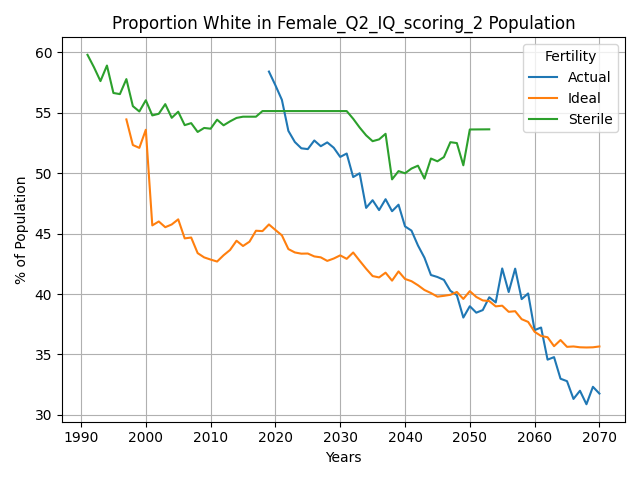 Proportion White in Female_Q2_IQ_scoring_2 Population
% of Population
60
55
50
45
40
35
30
Fertility
Actual
Ideal
Sterile
1990 2000 2010 2020 2030 2040 2050 2060 2070
Years